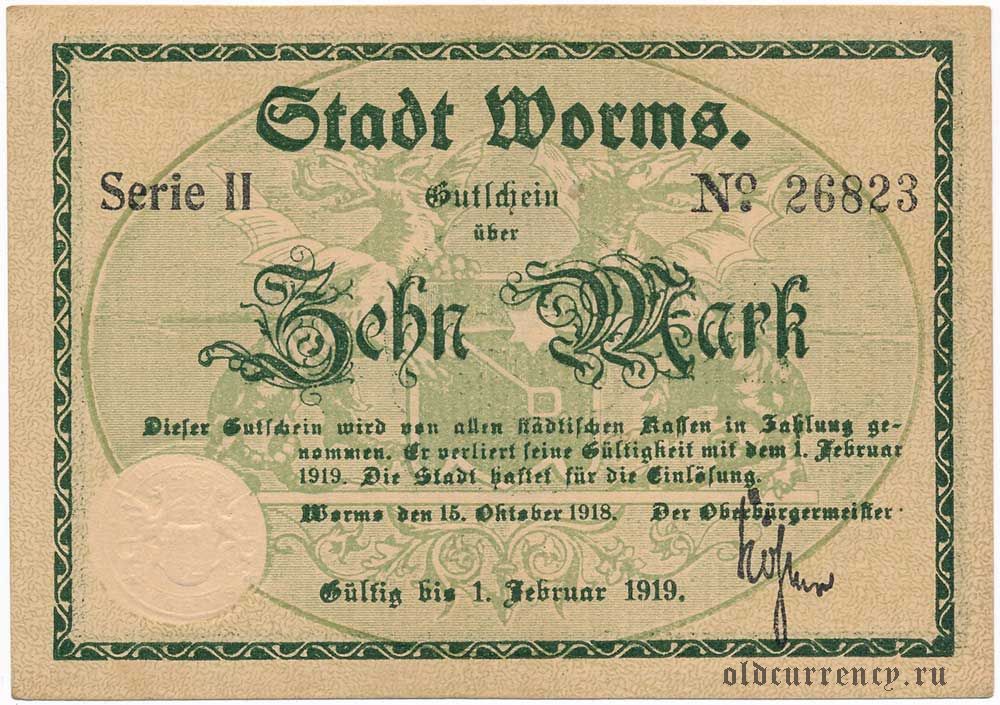 Stadt Worms.
Serie II
Gutschein
No 26823
über
Zehn Mark
Dieser Gutschein wird von allen städtischen Kassen in Zahlung ge-
nommen. Er verliert seine Gültigkeit mit dem 1. Februar
1919. Die Stadt haftet für die Einlösung.
Worms den 15. Oktober 1918. Der Oberbürgermeister
Gültig bis 1. Februar 1919.
oldcurrency.ru